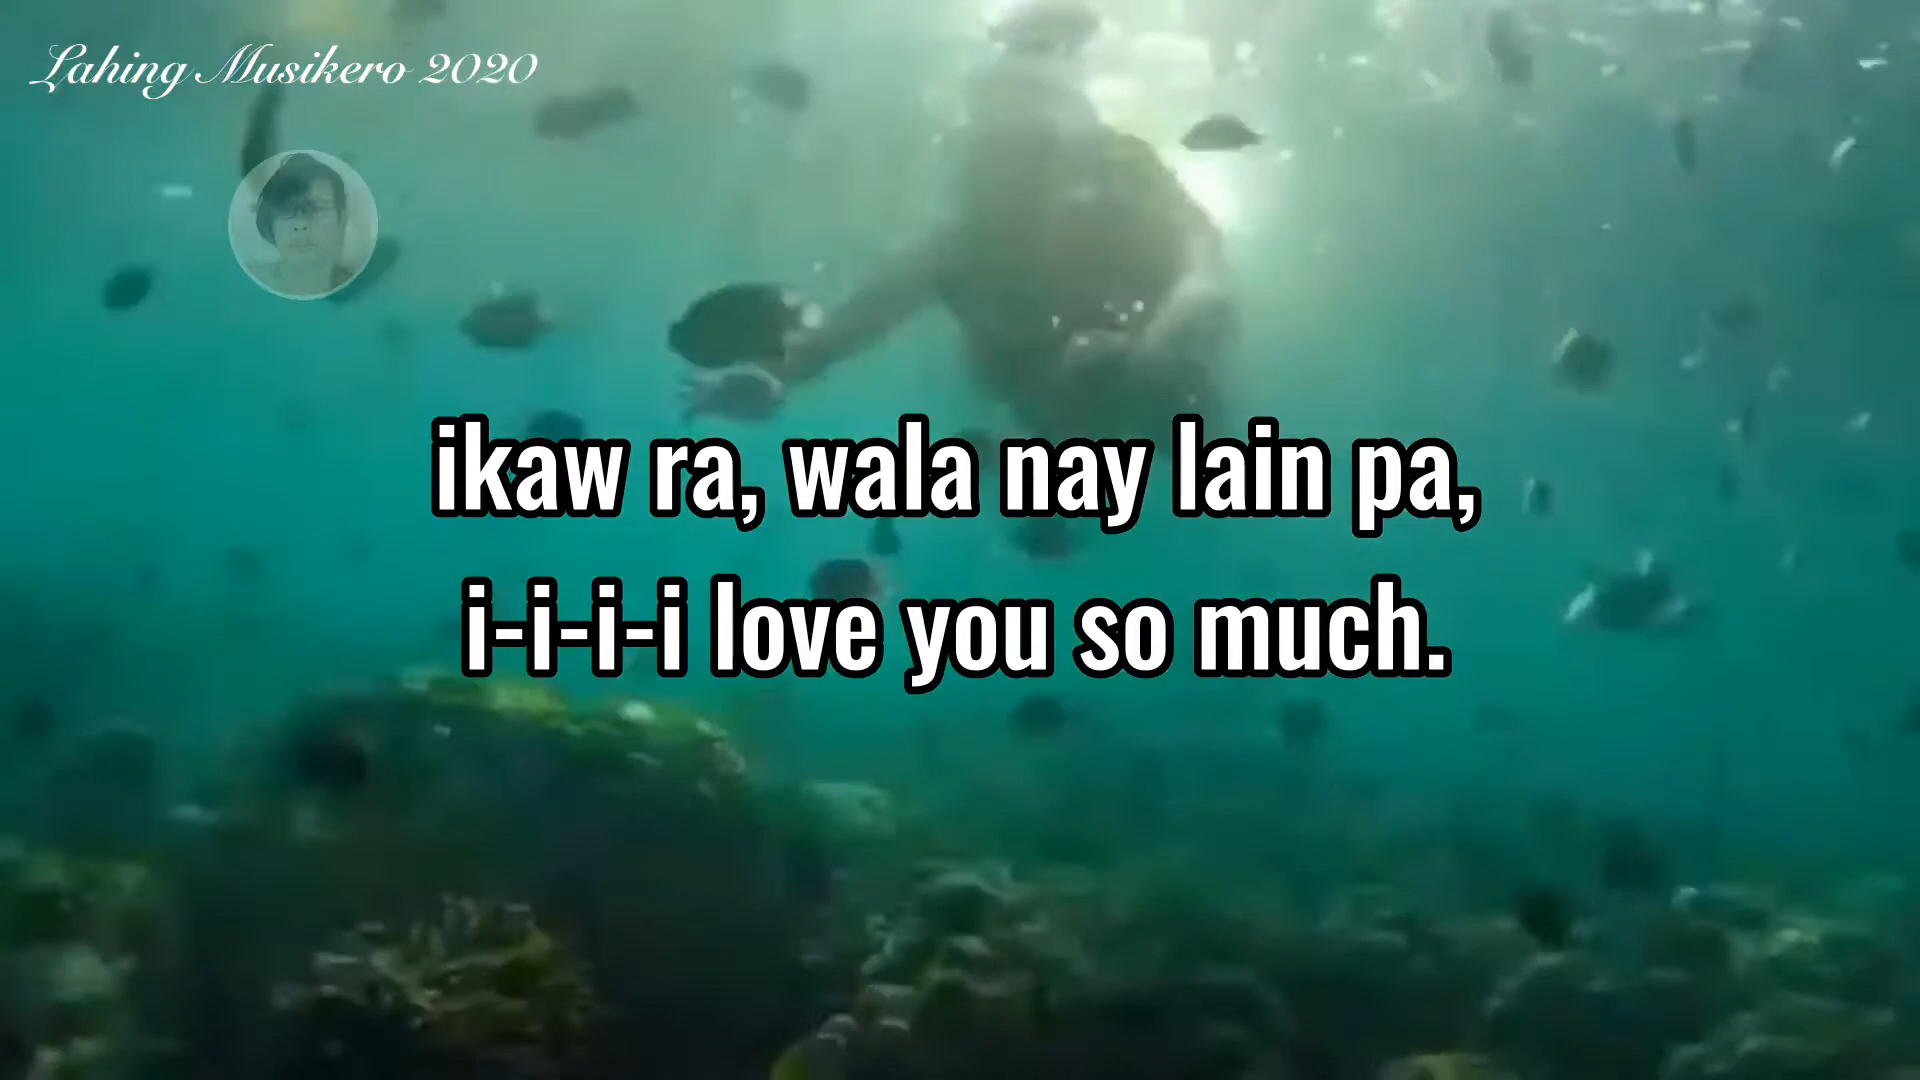 Lahing Musikero 2020
ikaw ra, wala nay lain pa,
i-i-i-i love you so much.